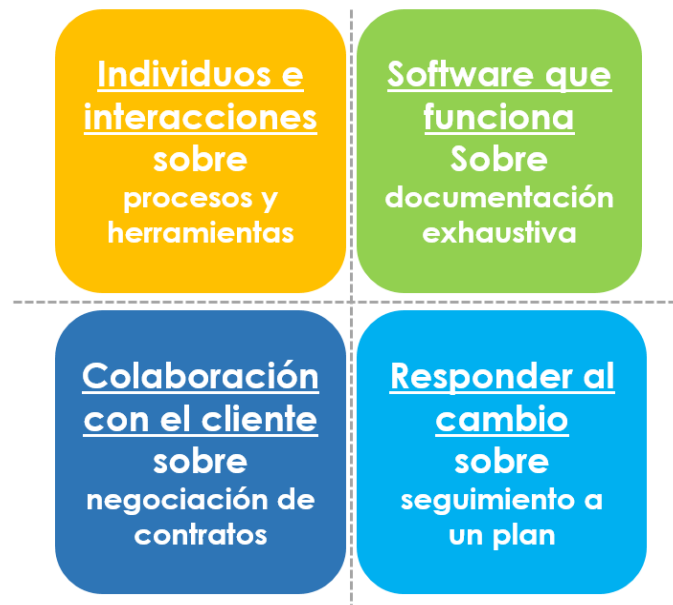 Individuos e
interacciones
sobre
procesos y
herramientas
Software que
funciona
Sobre
documentación
exhaustiva
Colaboración
con el cliente
sobre
negociación de
contratos
Responder al
cambio
sobre
seguimiento a
un plan